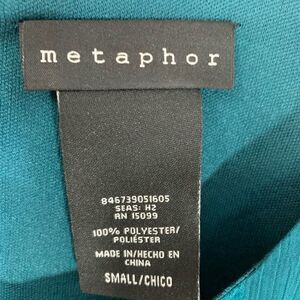 metaphor
846739051605
SEAS: H2
RN 15099
100% POLYESTER/
POLIÉSTER
MADE IN/HECHO EN
CHINA
SMALL/CHICO